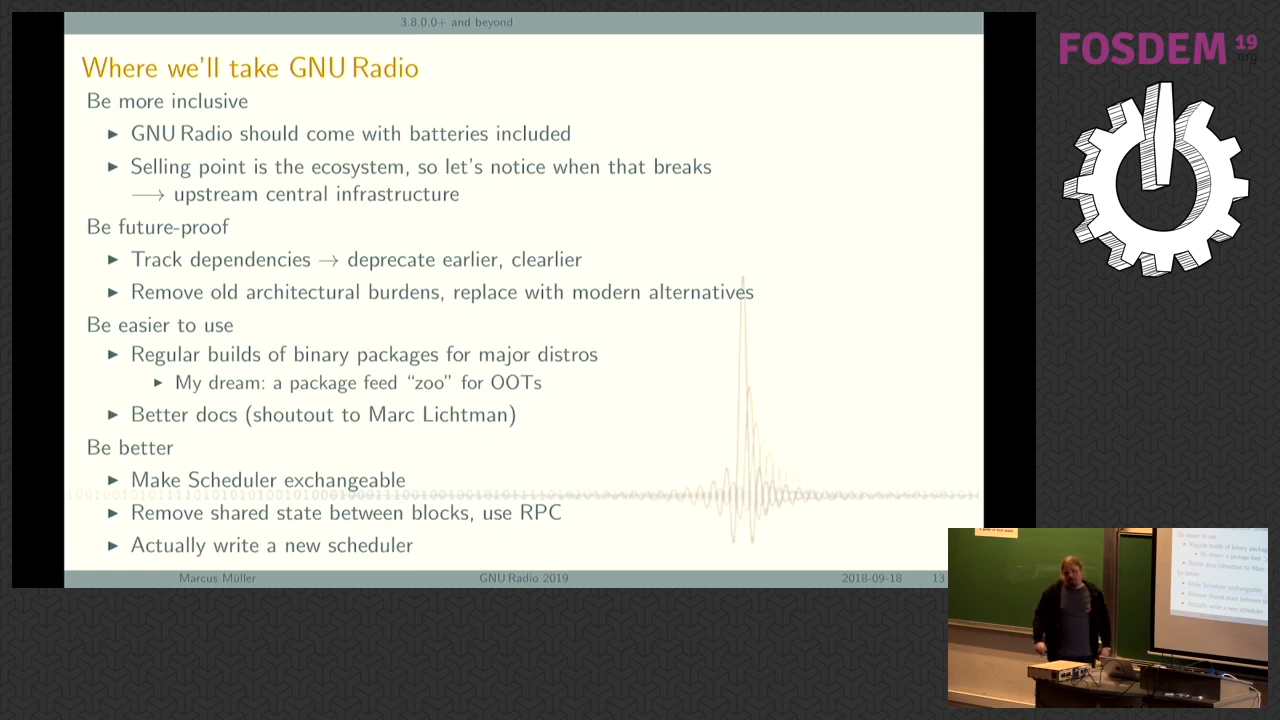 3.8.0.0+ and beyond
Where we'll take GNU Radio
Be more inclusive
► GNU Radio should come with batteries included
► Selling point is the ecosystem, so let's notice when that breaks
⟶ upstream central infrastructure
Be future-proof
► Track dependencies → deprecate earlier, clearlier
► Remove old architectural burdens, replace with modern alternatives
Be easier to use
► Regular builds of binary packages for major distros
► My dream: a package feed “zoo” for OOTs
► Better docs (shoutout to Marc Lichtman)
Be better
► Make Scheduler exchangeable
► Remove shared state between blocks, use RPC
► Actually write a new scheduler
Marcus Müller GNU Radio 2019 2018-09-18 13
FOSDEM 19
.org